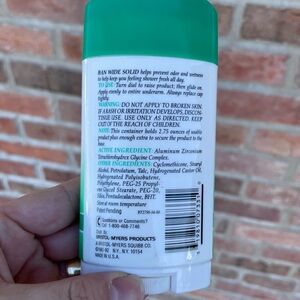 BAN WIDE SOLID helps prevent odor and wetness
to help keep you feeling shower fresh all day.
TO USE: Turn dial to raise product; then glide on.
Apply evenly to entire underarm. Always replace cap
tightly.
WARNING: DO NOT APPLY TO BROKEN SKIN.
IF A RASH OR IRRITATION DEVELOPS, DISCON-
TINUE USE. USE ONLY AS DIRECTED. KEEP
OUT OF THE REACH OF CHILDREN.
NOTE: This container holds 2.75 ounces of usable
product plus enough extra to secure the product to the
base.
ACTIVE INGREDIENT: Aluminum Zirconium
Tetrachlorohydrex Glycine Complex.
OTHER INGREDIENTS: Cyclomethicone, Stearyl
Alcohol, Petrolatum, Talc, Hydrogenated Castor Oil,
Hydrogenated Polyisobutene,
Polyethylene, PEG-25 Propyl-
ene Glycol Stearate, PEG-20,
Silica, Pentadecalactone, BHT.
Store at room temperature
Patent Pending
Questions or Comments?
Call 1-800-468-7746
Dist. by
BRISTOL-MYERS PRODUCTS
A BRISTOL-MYERS SQUIBB CO.
N.Y., N.Y. 10154
MADE IN U.S.A.